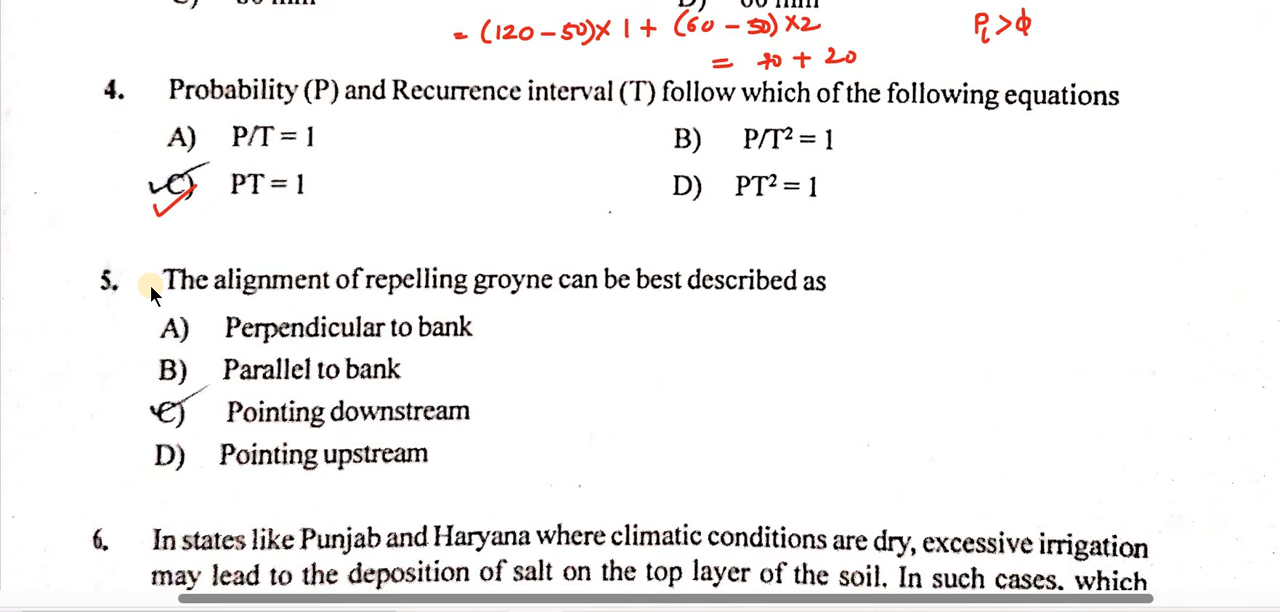 = (120 - 50) × 1 + (60 - 50) × 2
Pi > ϕ
= 70 + 20
4. Probability (P) and Recurrence interval (T) follow which of the following equations
A) P/T = 1
B) P/T² = 1
C) PT = 1
D) PT² = 1
5. The alignment of repelling groyne can be best described as
A) Perpendicular to bank
B) Parallel to bank
C) Pointing downstream
D) Pointing upstream
6. In states like Punjab and Haryana where climatic conditions are dry, excessive irrigation
may lead to the deposition of salt on the top layer of the soil. In such cases. which